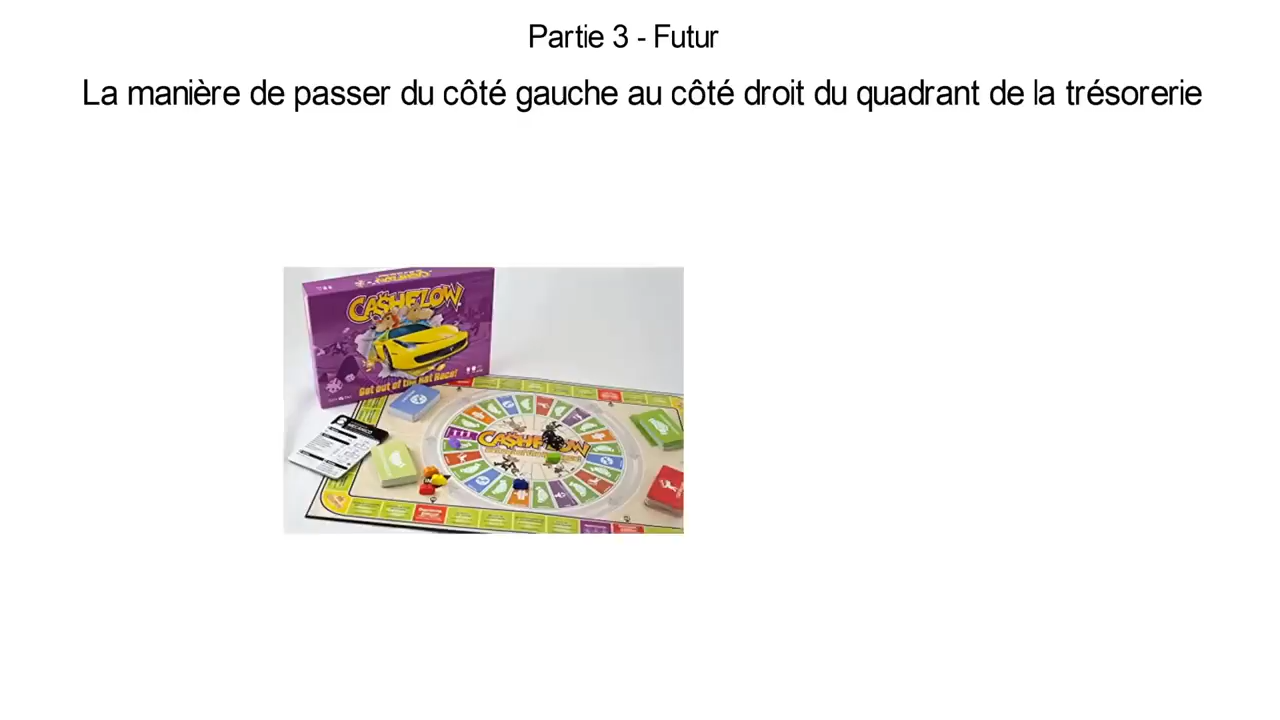 Partie 3 - Futur
La manière de passer du côté gauche au côté droit du quadrant de la trésorerie
CASHFLOW
Get out of the Rat Race!
CASHFLOW